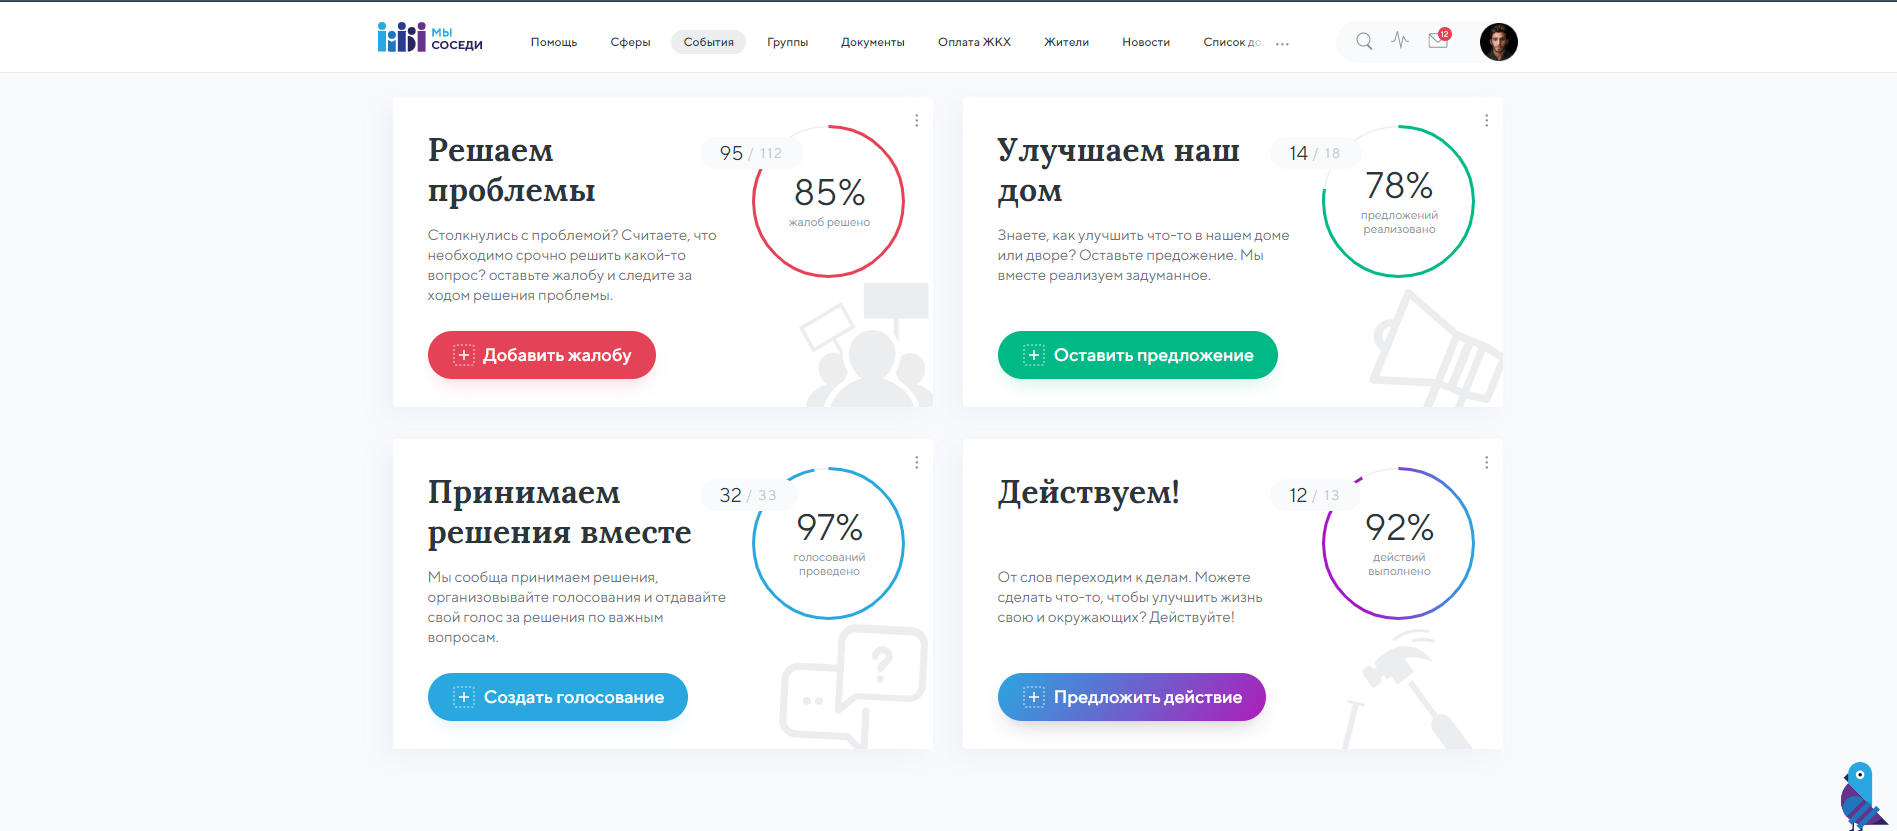 МЫ
СОСЕДИ
Помощь
Сферы
События
Группы
Документы
Оплата ЖКХ
Жители
Новости
Список до
12
Решаем
проблемы
95 / 112
85%
жалоб решено
Столкнулись с проблемой? Считаете, что
необходимо срочно решить какой-то
вопрос? оставьте жалобу и следите за
ходом решения проблемы.
Добавить жалобу
Улучшаем наш
дом
14 / 18
78%
предложений
реализовано
Знаете, как улучшить что-то в нашем доме
или дворе? Оставьте предожение. Мы
вместе реализуем задуманное.
Оставить предложение
Принимаем
решения вместе
32 / 33
97%
голосований
проведено
Мы сообща принимаем решения,
организовывайте голосования и отдавайте
свой голос за решения по важным
вопросам.
Создать голосование
Действуем!
12 / 13
92%
действий
выполнено
От слов переходим к делам. Можете
сделать что-то, чтобы улучшить жизнь
свою и окружающих? Действуйте!
Предложить действие